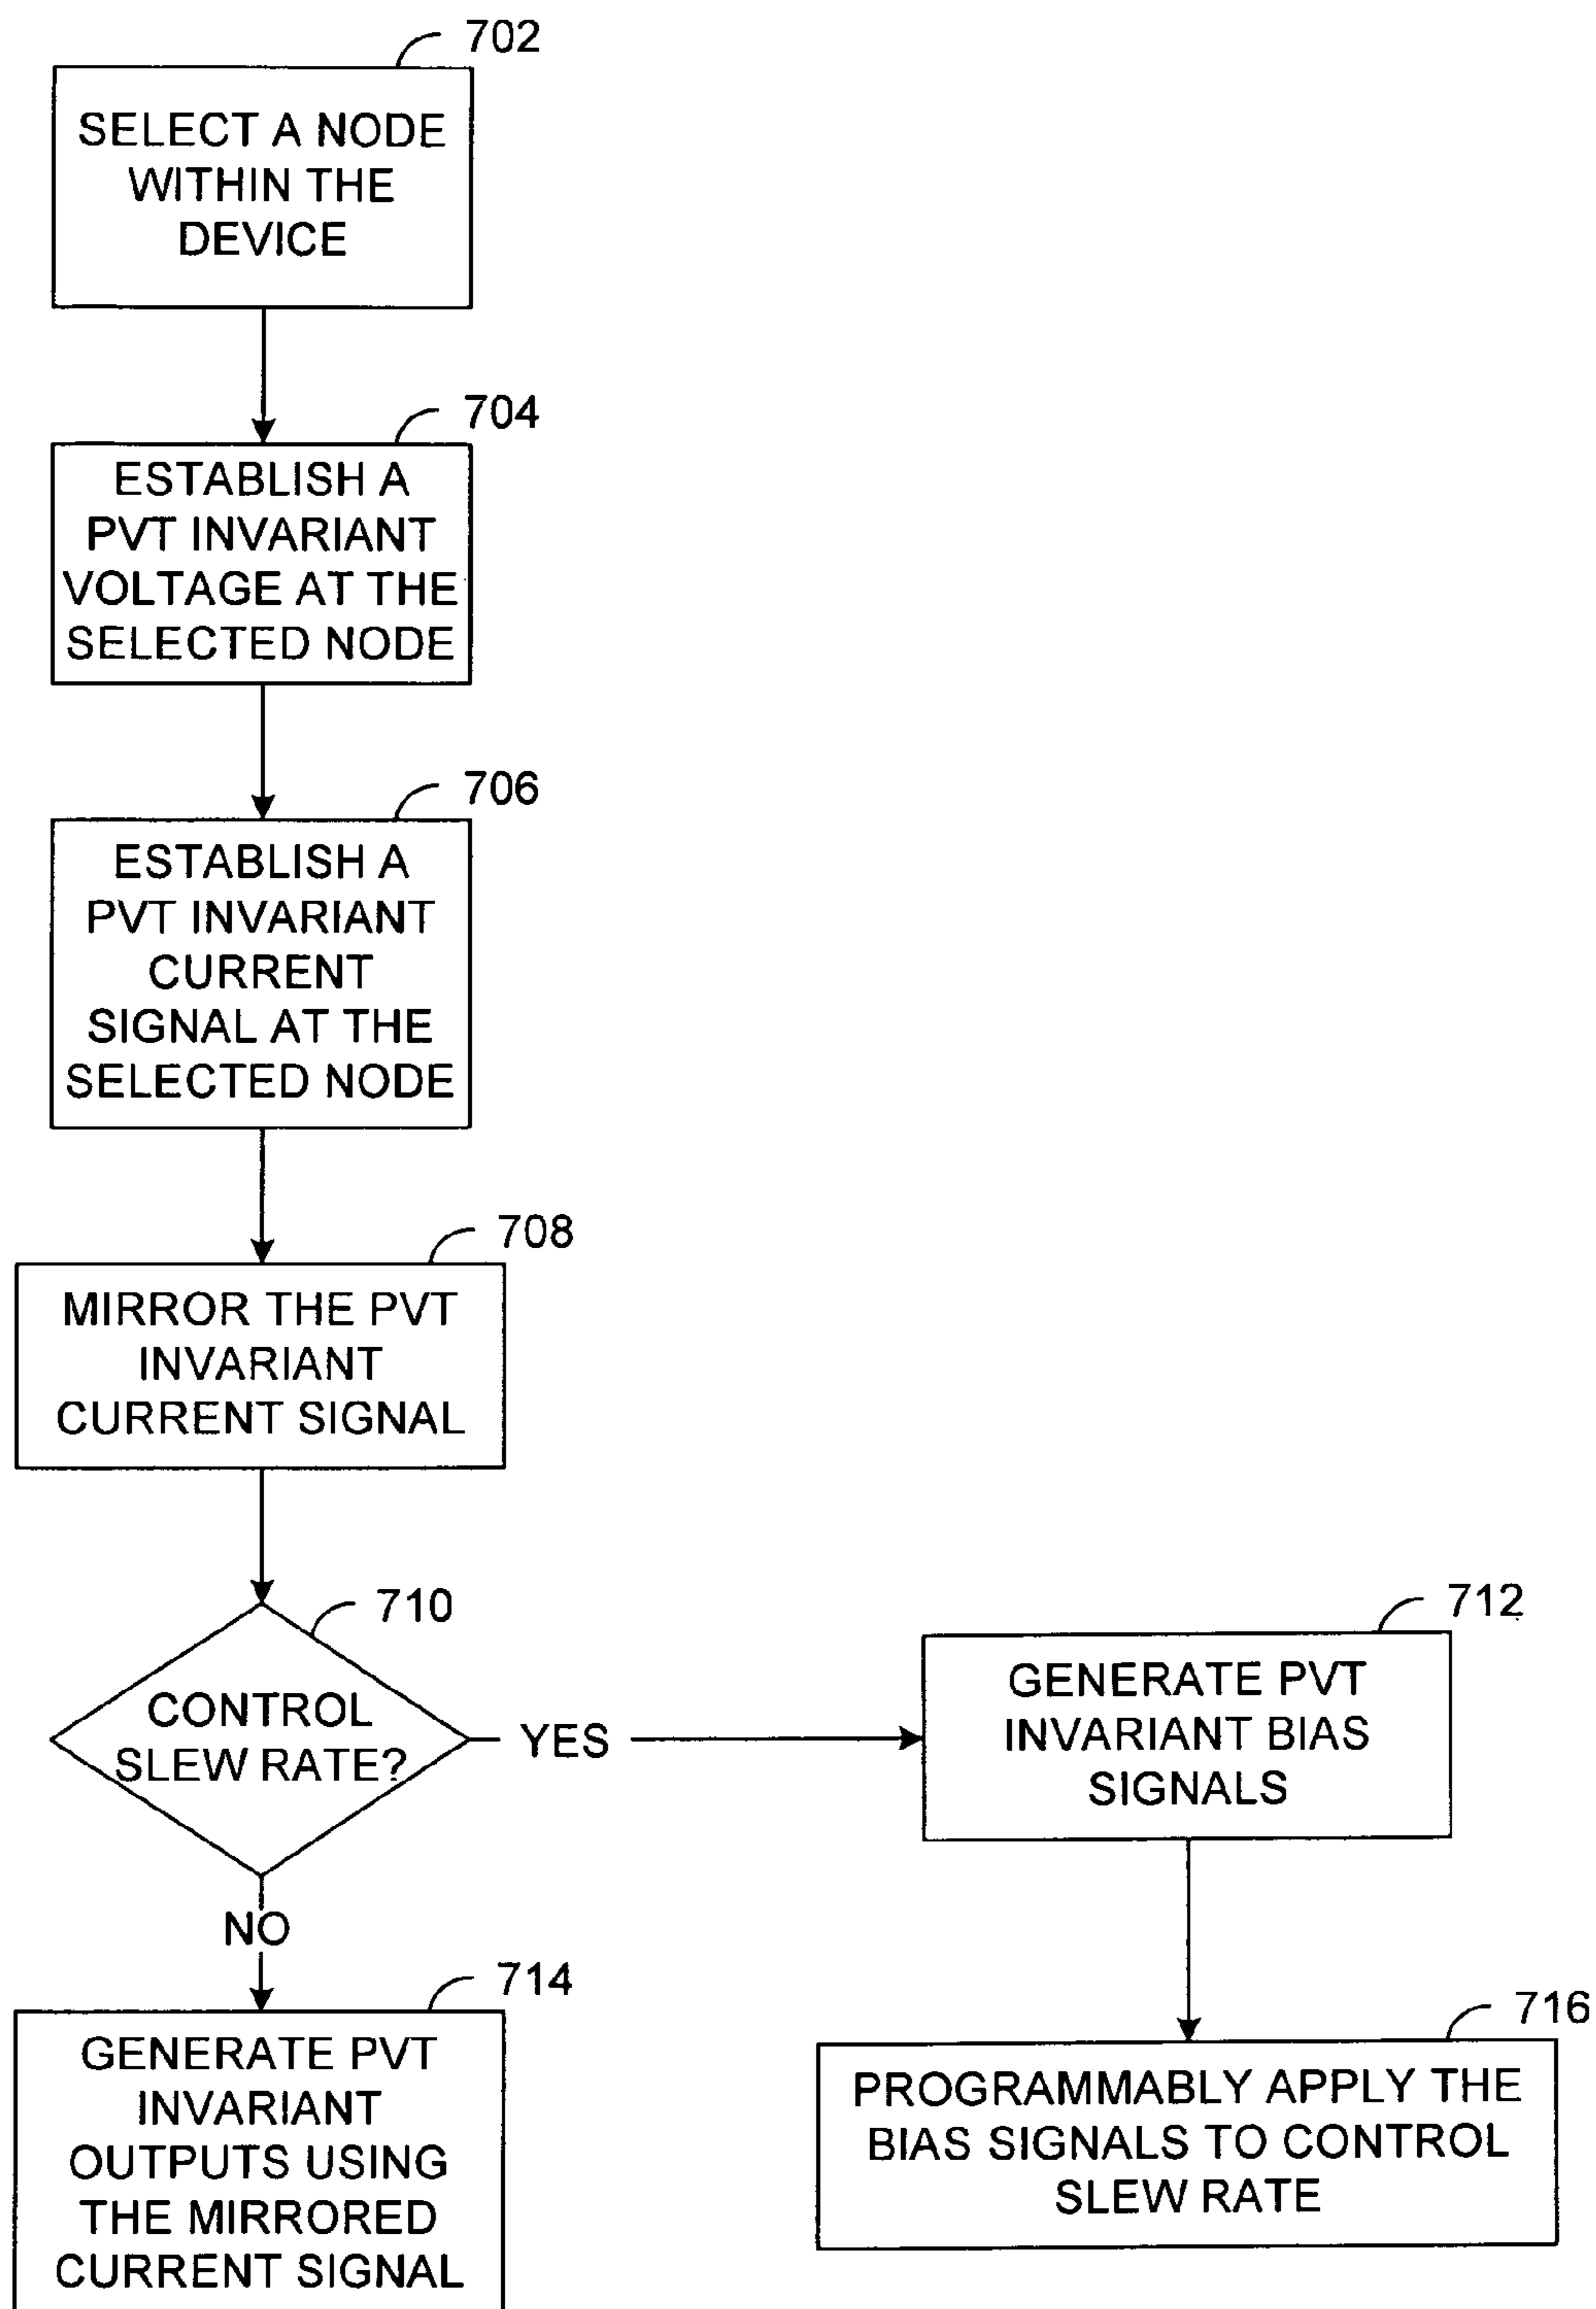 702
SELECT A NODE
WITHIN THE
DEVICE
704
ESTABLISH A
PVT INVARIANT
VOLTAGE AT THE
SELECTED NODE
706
ESTABLISH A
PVT INVARIANT
CURRENT
SIGNAL AT THE
SELECTED NODE
708
MIRROR THE PVT
INVARIANT
CURRENT SIGNAL
710
CONTROL
SLEW RATE?
YES
712
GENERATE PVT
INVARIANT BIAS
SIGNALS
NO
714
GENERATE PVT
INVARIANT
OUTPUTS USING
THE MIRRORED
CURRENT SIGNAL
716
PROGRAMMABLY APPLY THE
BIAS SIGNALS TO CONTROL
SLEW RATE